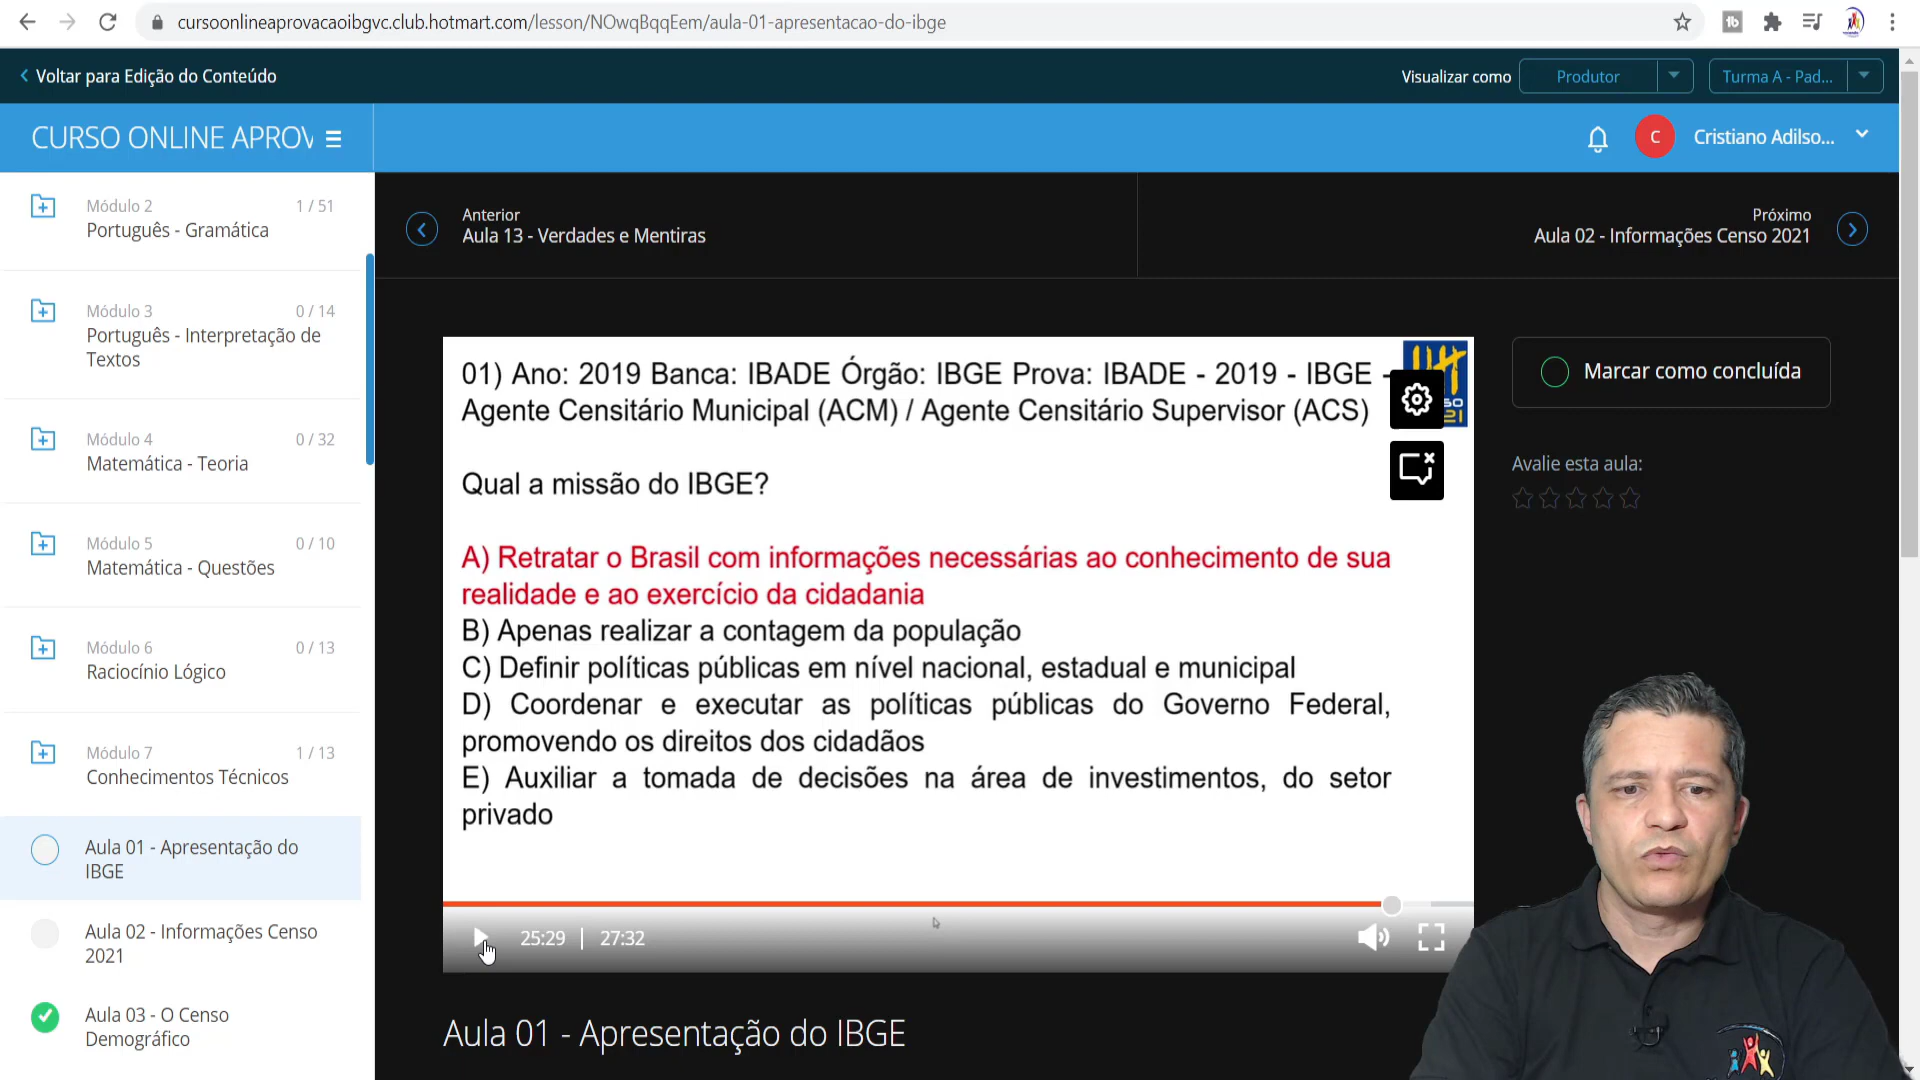 cursoonlineaprovacaoibgvc.club.hotmart.com/lesson/NOwqBqqEem/aula-01-apresentacao-do-ibge
Voltar para Edição do Conteúdo
Visualizar como
Produtor
Turma A - Pad...
CURSO ONLINE APROV
C
Cristiano Adilso...
Módulo 2
1 / 51
Português - Gramática
Módulo 3
0 / 14
Português - Interpretação de
Textos
Módulo 4
0 / 32
Matemática - Teoria
Módulo 5
0 / 10
Matemática - Questões
Módulo 6
0 / 13
Raciocínio Lógico
Módulo 7
1 / 13
Conhecimentos Técnicos
Aula 01 - Apresentação do
IBGE
Aula 02 - Informações Censo
2021
Aula 03 - O Censo
Demográfico
Anterior
Aula 13 - Verdades e Mentiras
Próximo
Aula 02 - Informações Censo 2021
01) Ano: 2019 Banca: IBADE Órgão: IBGE Prova: IBADE - 2019 - IBGE -
Agente Censitário Municipal (ACM) / Agente Censitário Supervisor (ACS)
Qual a missão do IBGE?
A) Retratar o Brasil com informações necessárias ao conhecimento de sua
realidade e ao exercício da cidadania
B) Apenas realizar a contagem da população
C) Definir políticas públicas em nível nacional, estadual e municipal
D) Coordenar e executar as políticas públicas do Governo Federal,
promovendo os direitos dos cidadãos
E) Auxiliar a tomada de decisões na área de investimentos, do setor
privado
25:29 | 27:32
Aula 01 - Apresentação do IBGE
Marcar como concluída
Avalie esta aula: